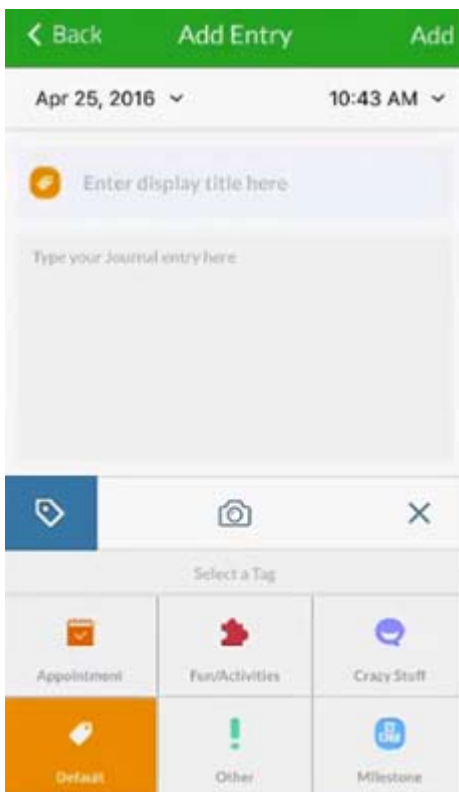 Back Add Entry Add
Apr 25, 2016 10:43 AM
Enter display title here
Type your Journal entry here
Select a Tag
Appointment Fun/Activities Crazy Stuff
Default Other Milestone